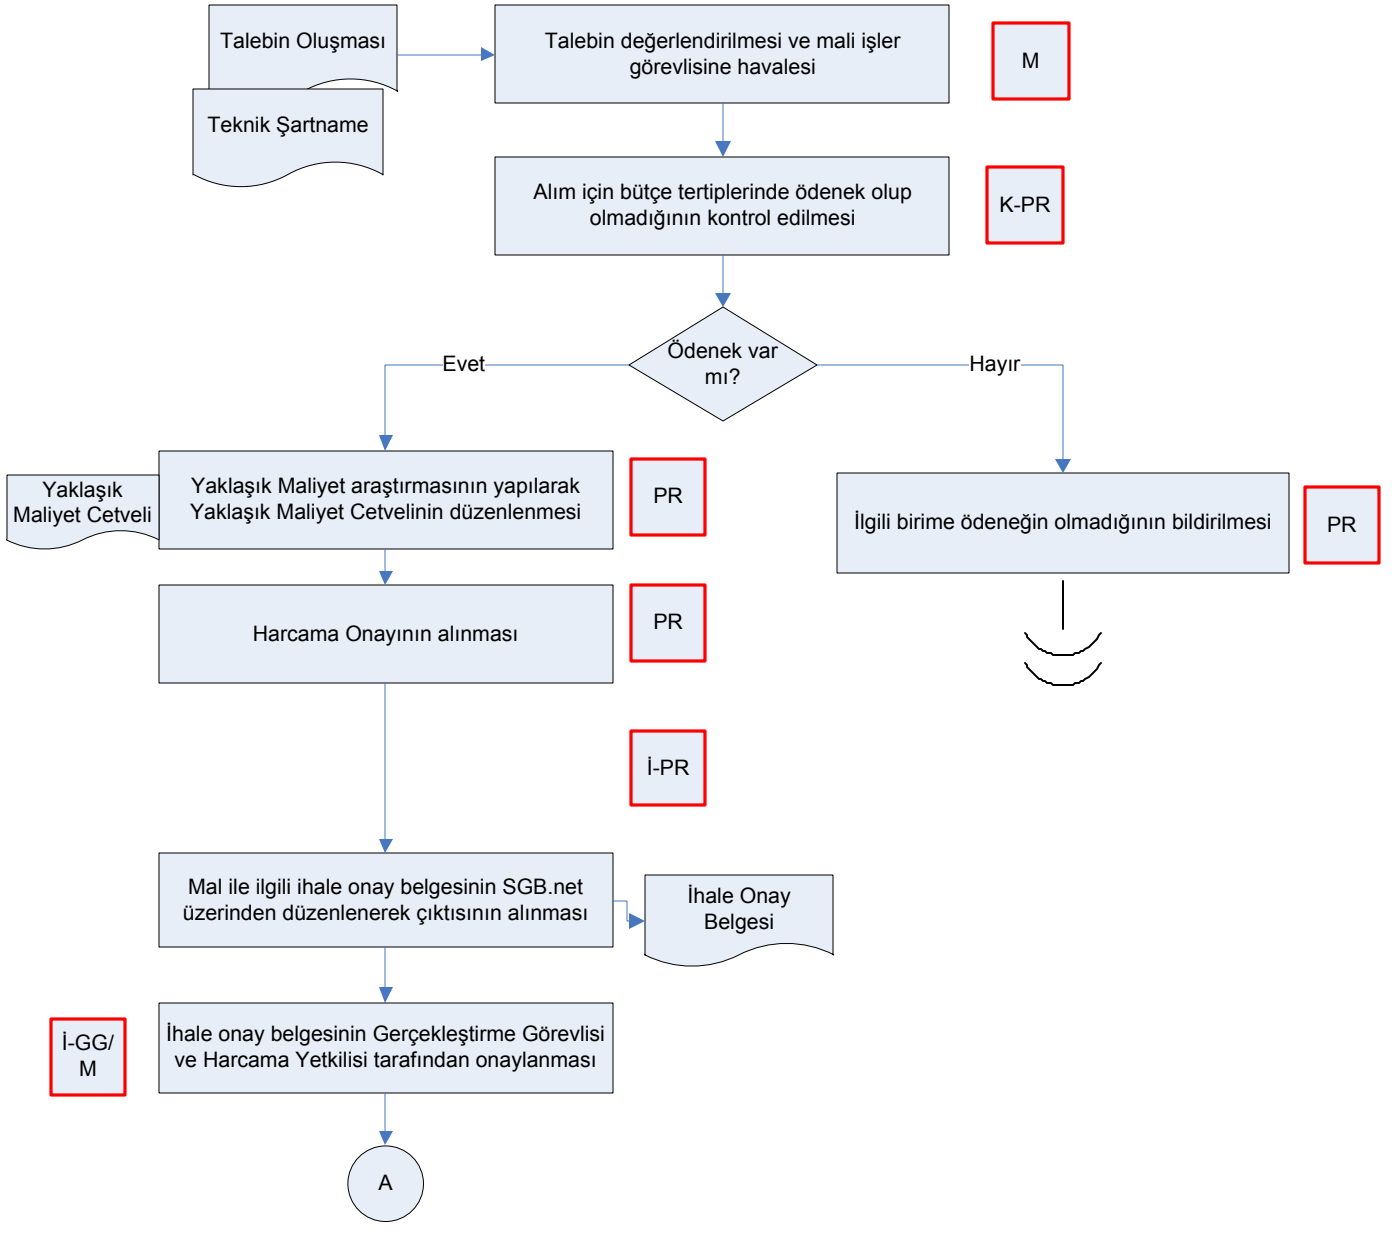 Talebin Oluşması
Teknik Şartname
Talebin değerlendirilmesi ve mali işler
görevlisine havalesi
M
Alım için bütçe tertiplerinde ödenek olup
olmadığının kontrol edilmesi
K-PR
Ödenek var
mı?
Evet
Hayır
Yaklaşık
Maliyet Cetveli
Yaklaşık Maliyet araştırmasının yapılarak
Yaklaşık Maliyet Cetvelinin düzenlenmesi
PR
İlgili birime ödeneğin olmadığının bildirilmesi
PR
Harcama Onayının alınması
PR
İ-PR
Mal ile ilgili ihale onay belgesinin SGB.net
üzerinden düzenlenerek çıktısının alınması
İhale Onay
Belgesi
İ-GG/
M
İhale onay belgesinin Gerçekleştirme Görevlisi
ve Harcama Yetkilisi tarafından onaylanması
A